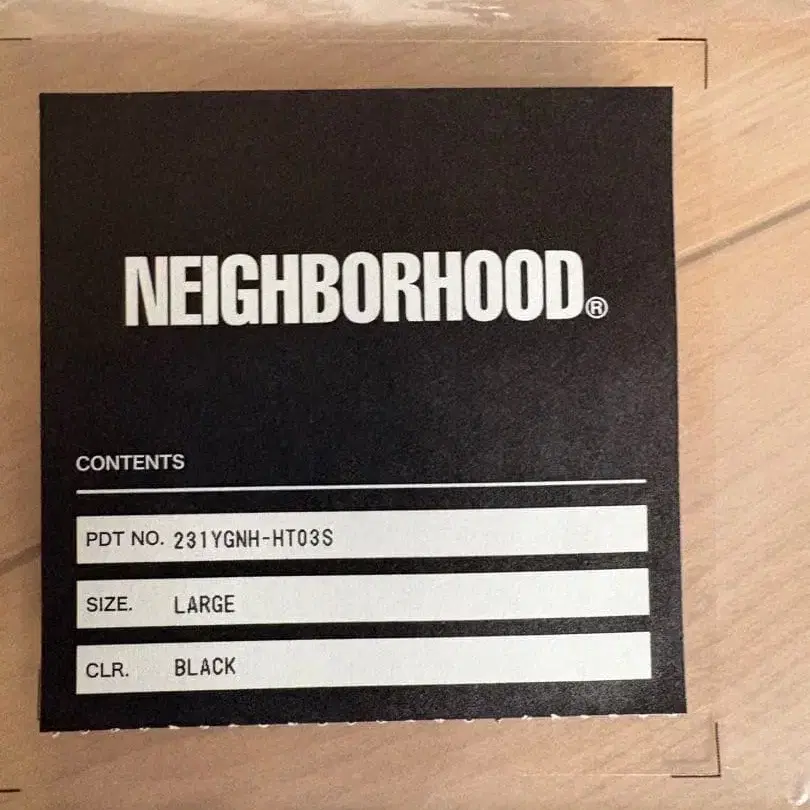 NEIGHBORHOOD®
CONTENTS
PDT NO. 231YGNH-HT03S
SIZE. LARGE
CLR. BLACK